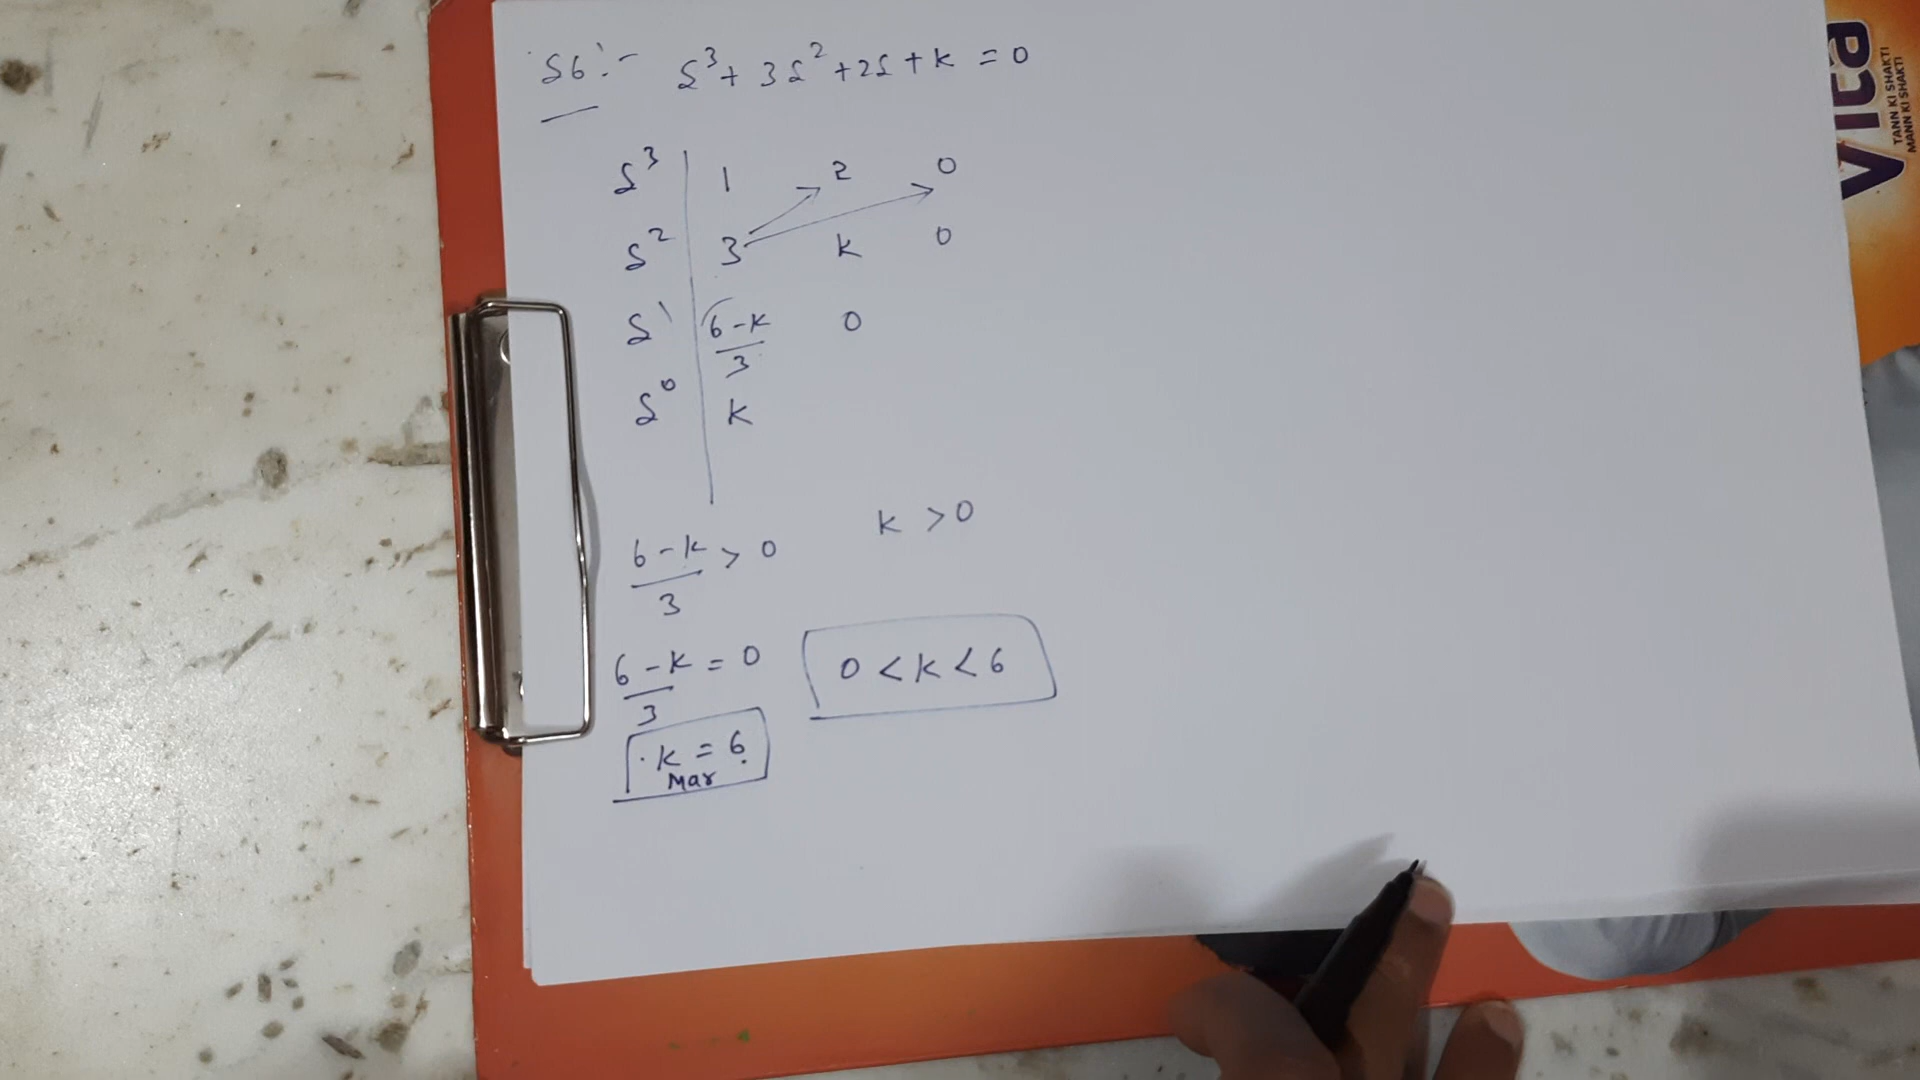 S6:- S³ + 3S² + 2S + k = 0
S³ | 1 2 0
S² | 3 k 0
S¹ | 6-k/3 0
S⁰ | k
k > 0
6-k/3 > 0
6-k/3 = 0
0 < k < 6
k = 6
Mar
Vita
TANN KI SHAKTI
MANN KI SHAKTI